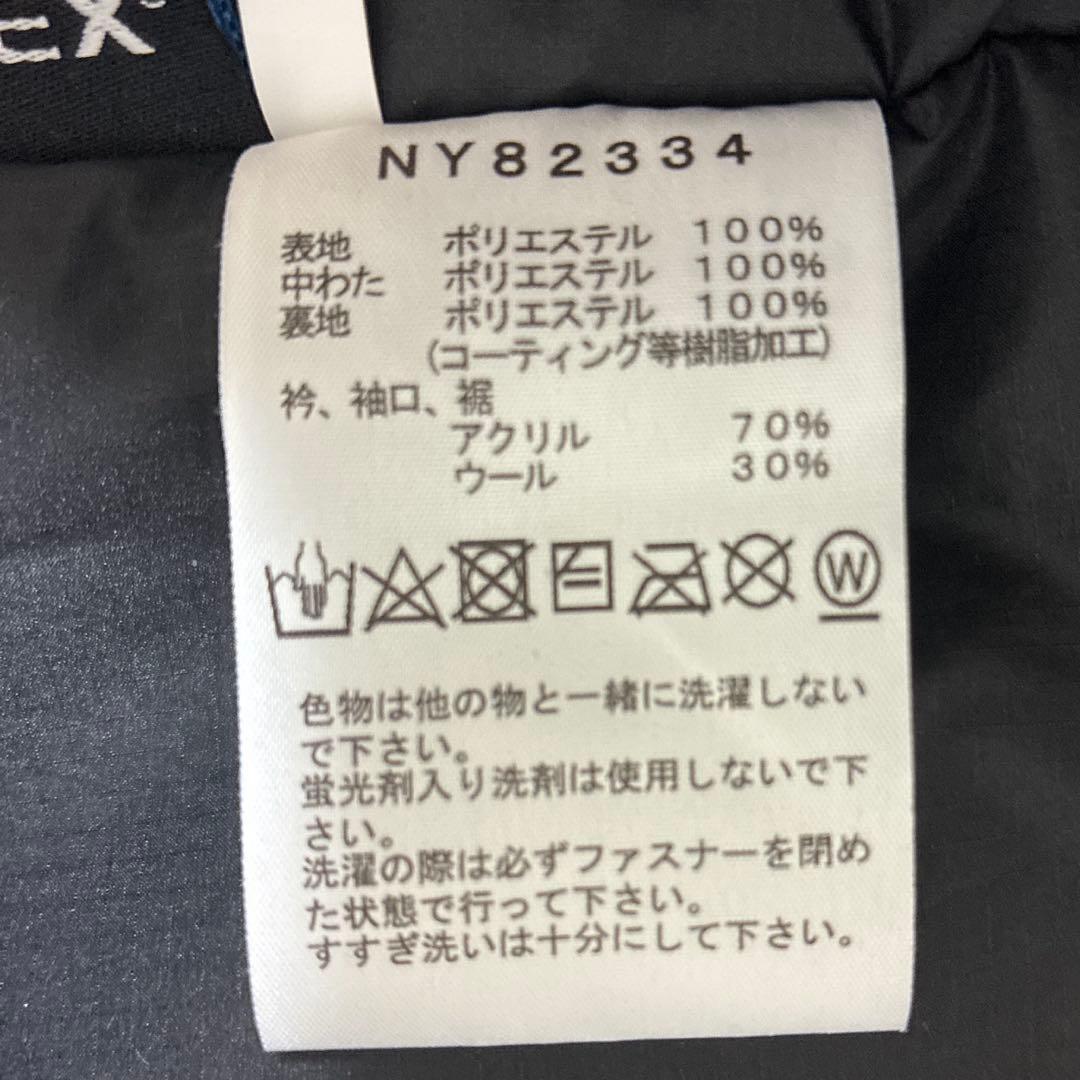 EX
NY82334
表地 ポリエステル 100%
中わた ポリエステル 100%
裏地 ポリエステル 100%
(コーティング等樹脂加工)
衿、袖口、裾
アクリル 70%
ウール 30%
W
色物は他の物と一緒に洗濯しない
で下さい。
蛍光剤入り洗剤は使用しないで下
さい。
洗濯の際は必ずファスナーを閉め
た状態で行って下さい。
すすぎ洗いは十分にして下さい。